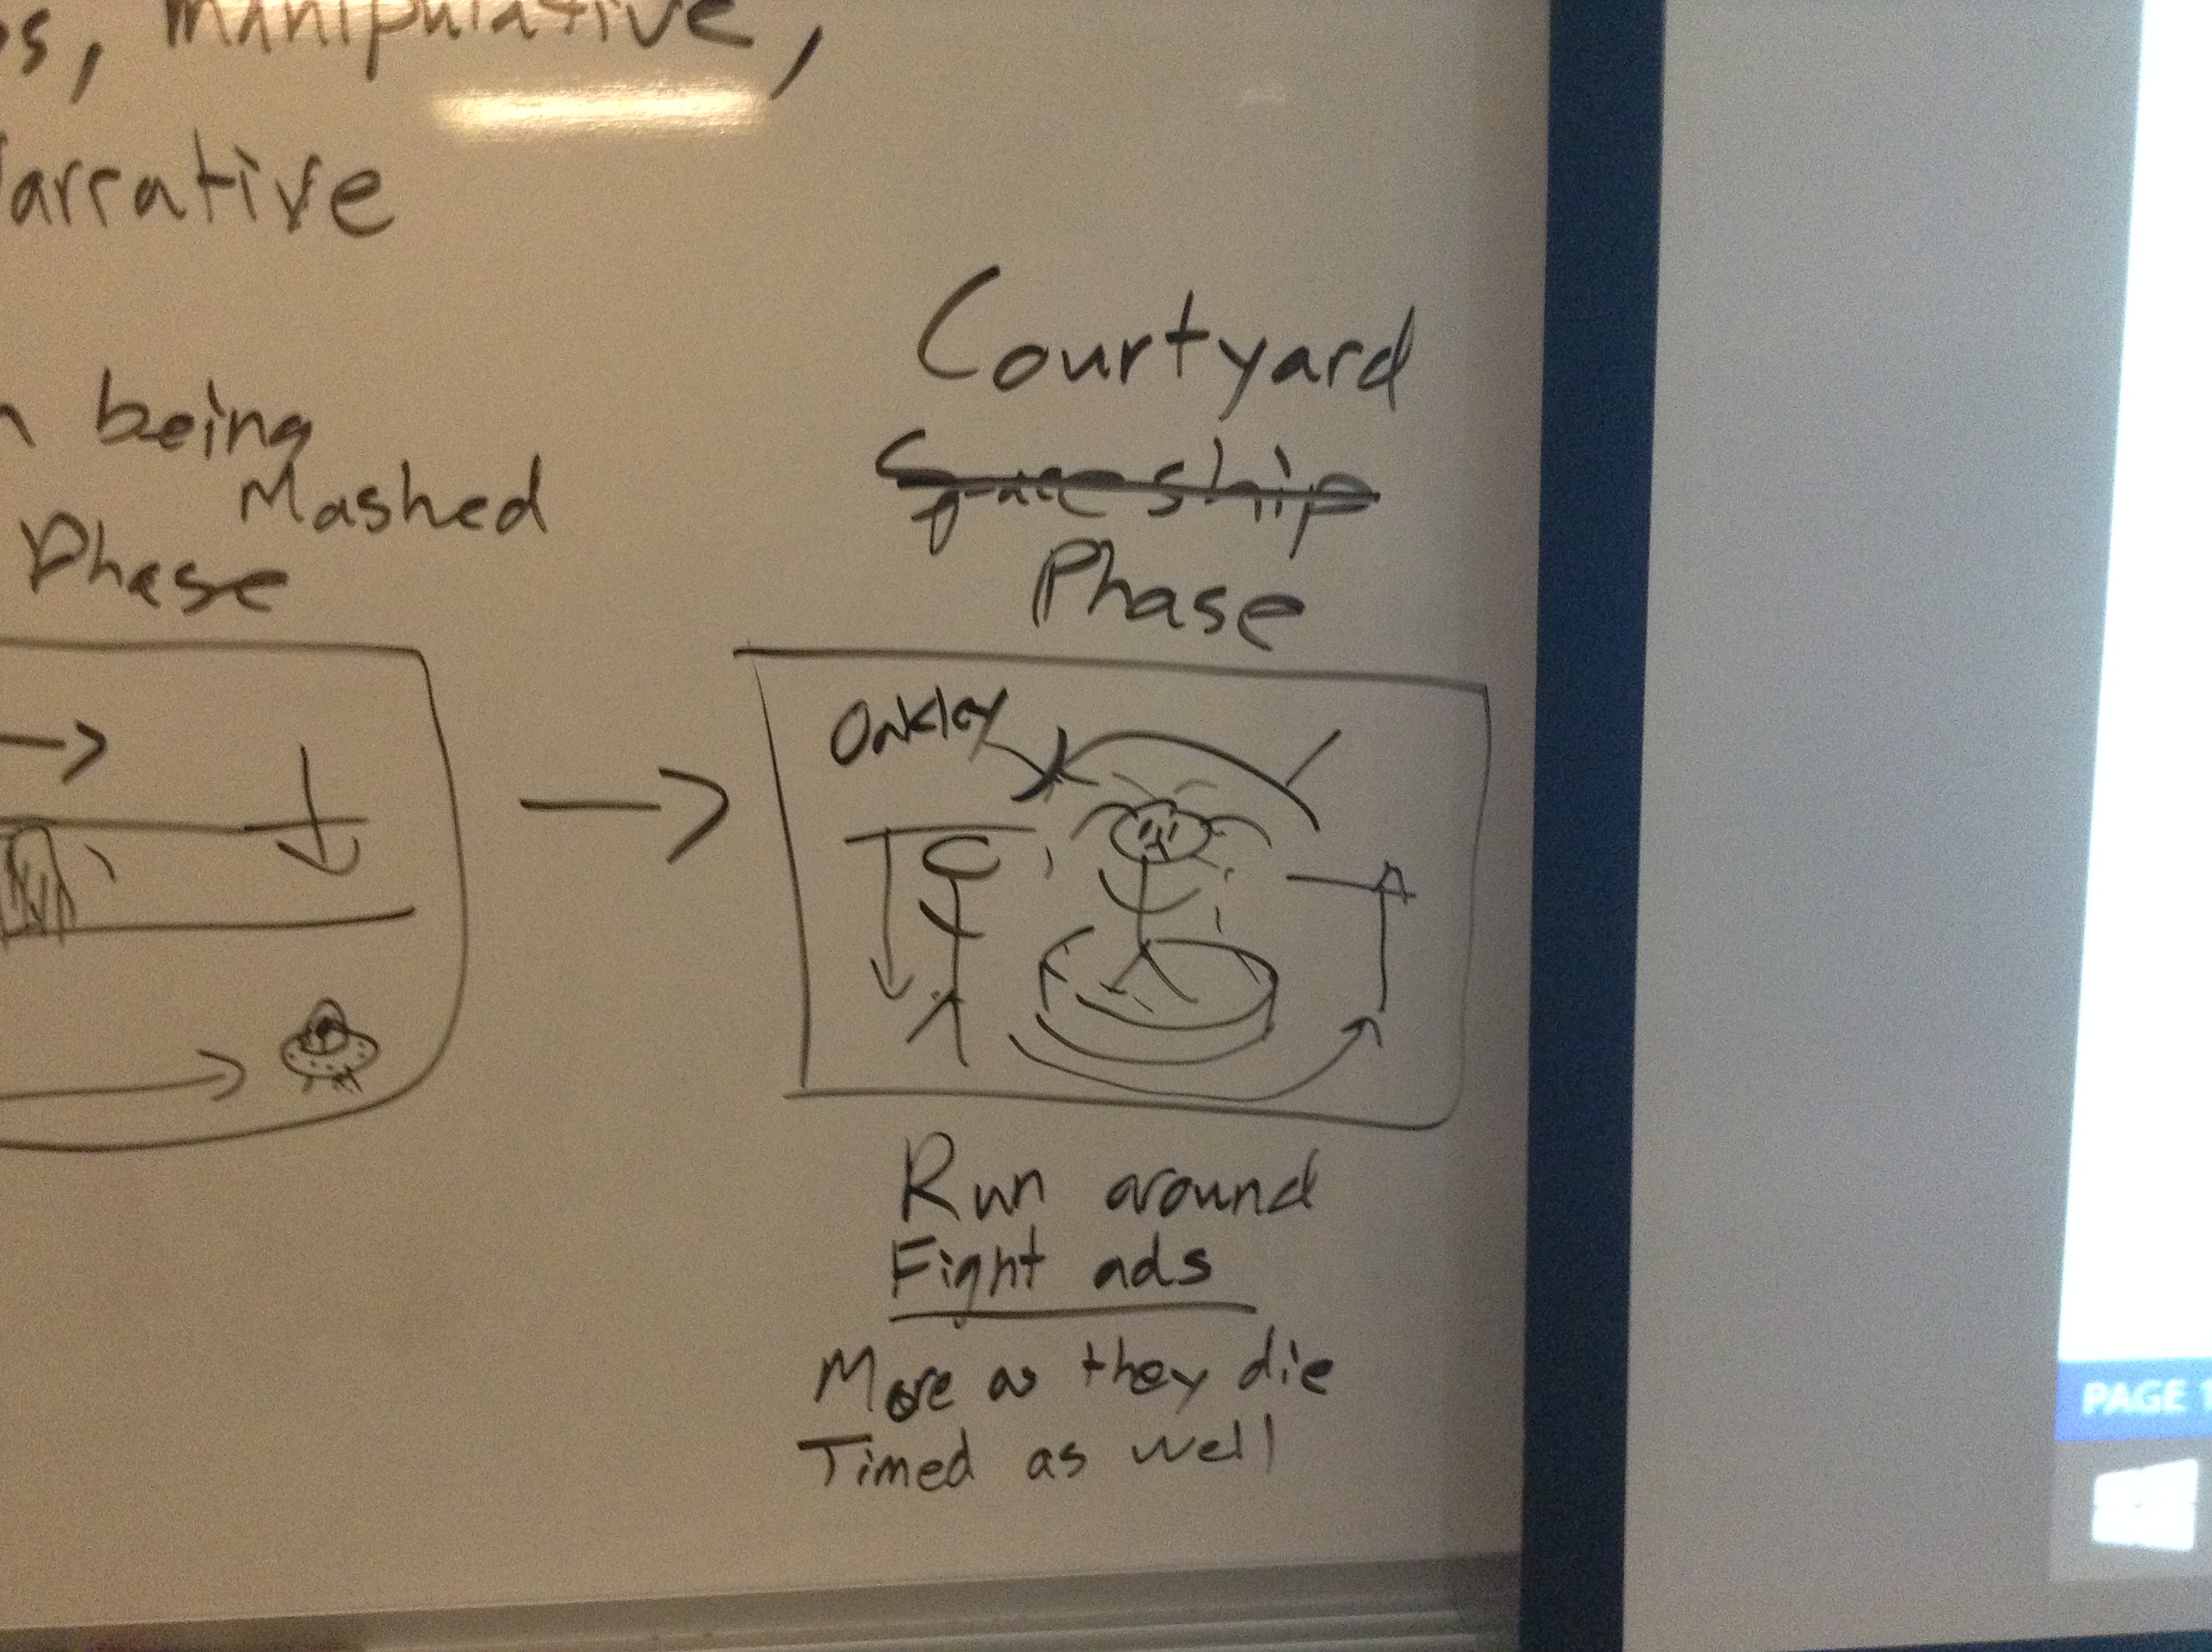 s, manipulative,
arrative
n being
Mashed
Phase
Courtyard
Spaceship
Phase
Oakley
Run around
Fight ads
More as they die
Timed as well
PAGE 1